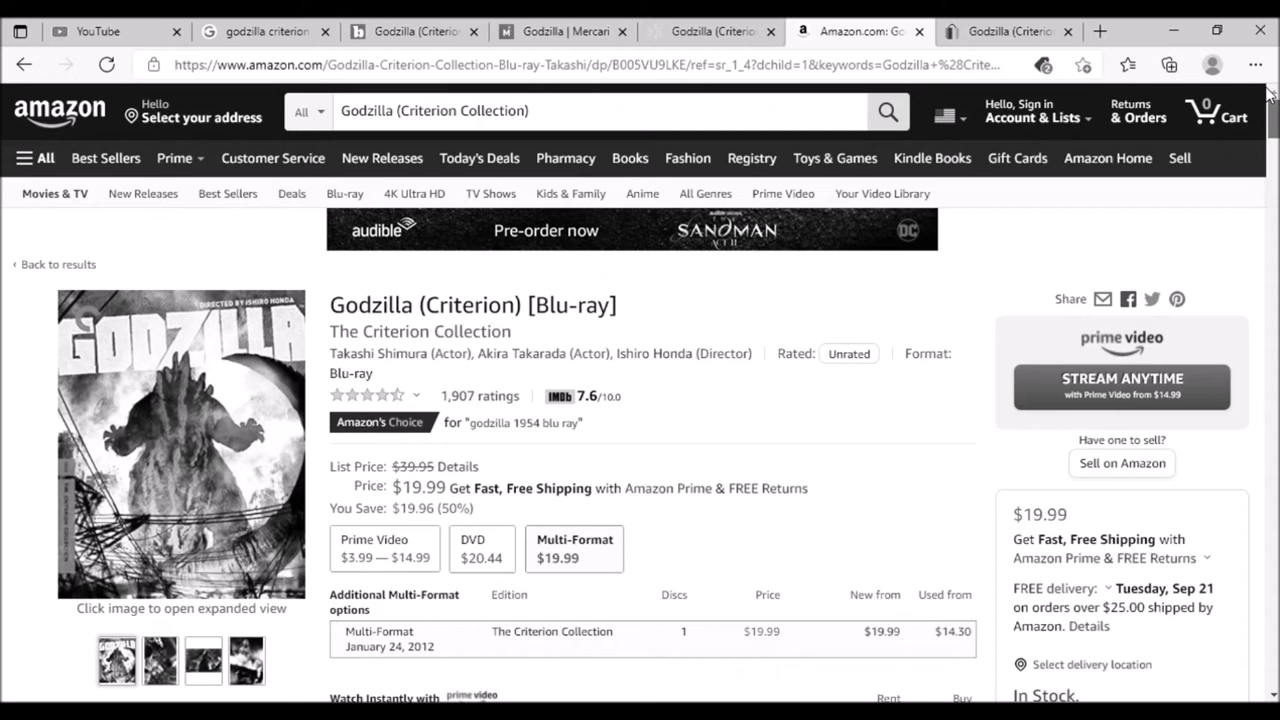 YouTube
godzilla criterion
Godzilla (Criterio
Godzilla | Mercari
Godzilla (Criterion
Amazon.com: Go
Godzilla (Criterio
https://www.amazon.com/Godzilla-Criterion-Collection-Blu-ray-Takashi/dp/B005VU9LKE/ref=sr_1_4?dchild=1&keywords=Godzilla+%28Crite...
amazon
Hello
Select your address
All
Godzilla (Criterion Collection)
Hello, Sign in
Account & Lists
Returns
& Orders
0
Cart
All
Best Sellers
Prime
Customer Service
New Releases
Today's Deals
Pharmacy
Books
Fashion
Registry
Toys & Games
Kindle Books
Gift Cards
Amazon Home
Sell
Movies & TV
New Releases
Best Sellers
Deals
Blu-ray
4K Ultra HD
TV Shows
Kids & Family
Anime
All Genres
Prime Video
Your Video Library
audible
Pre-order now
audible original
THE
SANDMAN
ACT II
DC
‹ Back to results
DIRECTED BY ISHIRO HONDA
GODZILLA
Click image to open expanded view
Godzilla (Criterion) [Blu-ray]
The Criterion Collection
Takashi Shimura (Actor), Akira Takarada (Actor), Ishiro Honda (Director)
Rated: Unrated
Format:
Blu-ray
1,907 ratings
IMDb 7.6/10.0
Amazon's Choice for "godzilla 1954 blu ray"
List Price: $39.95 Details
Price: $19.99 Get Fast, Free Shipping with Amazon Prime & FREE Returns
You Save: $19.96 (50%)
Prime Video
$3.99 — $14.99
DVD
$20.44
Multi-Format
$19.99
Additional Multi-Format options
Edition
Discs
Price
New from
Used from
Multi-Format
January 24, 2012
The Criterion Collection
1
$19.99
$19.99
$14.30
Watch Instantly with prime video
Rent
Buy
Share
prime video
STREAM ANYTIME
with Prime Video from $14.99
Have one to sell?
Sell on Amazon
$19.99
Get Fast, Free Shipping with
Amazon Prime & FREE Returns
FREE delivery: Tuesday, Sep 21
on orders over $25.00 shipped by
Amazon. Details
Select delivery location
In Stock.